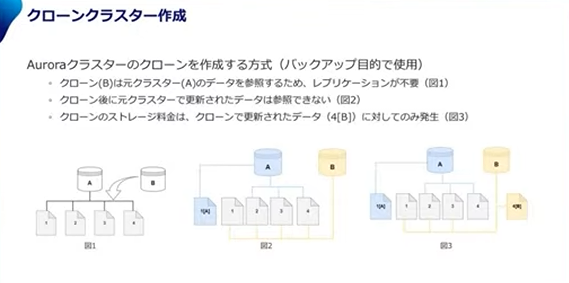 クローンクラスター作成
Auroraクラスターのクローンを作成する方式（バックアップ目的で使用）
• クローン(B)は元クラスター(A)のデータを参照するため、レプリケーションが不要（図1）
• クローン後に元クラスターで更新されたデータは参照できない（図2）
• クローンのストレージ料金は、クローンで更新されたデータ（4[B]）に対してのみ発生（図3）
A B
1 2 3 4
図1
A B
1[A] 1 2 3 4
図2
A B
1[A] 1 2 3 4 4[B]
図3